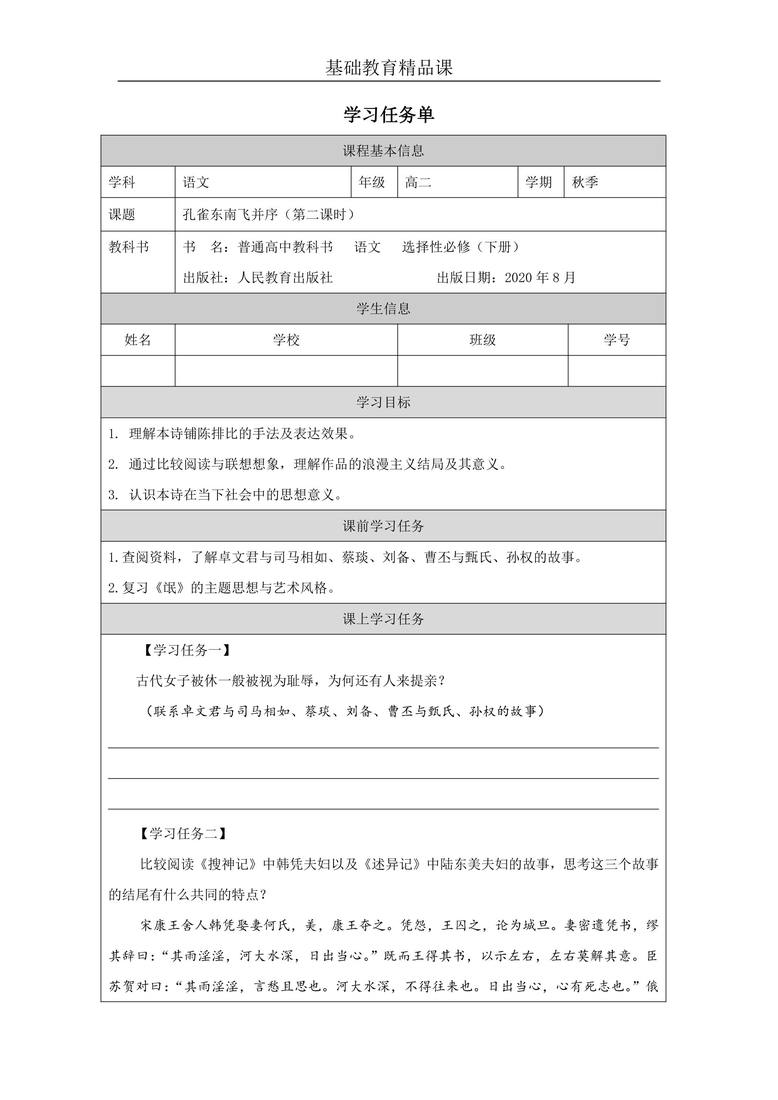 基础教育精品课
学习任务单
课程基本信息
学科 语文 年级 高二 学期 秋季
课题 孔雀东南飞并序（第二课时）
教科书 书 名：普通高中教科书 语文 选择性必修（下册）
出版社：人民教育出版社 出版日期：2020 年 8 月
学生信息
姓名 学校 班级 学号
学习目标
1. 理解本诗铺陈排比的手法及表达效果。
2. 通过比较阅读与联想想象，理解作品的浪漫主义结局及其意义。
3. 认识本诗在当下社会中的思想意义。
课前学习任务
1.查阅资料，了解卓文君与司马相如、蔡琰、刘备、曹丕与甄氏、孙权的故事。
2.复习《氓》的主题思想与艺术风格。
课上学习任务
【学习任务一】
古代女子被休一般被视为耻辱，为何还有人来提亲？
（联系卓文君与司马相如、蔡琰、刘备、曹丕与甄氏、孙权的故事）
【学习任务二】
比较阅读《搜神记》中韩凭夫妇以及《述异记》中陆东美夫妇的故事，思考这三个故事
的结尾有什么共同的特点？
宋康王舍人韩凭娶妻何氏，美，康王夺之。凭怨，王囚之，论为城旦。妻密遗凭书，缪
其辞曰：“其雨淫淫，河大水深，日出当心。”既而王得其书，以示左右，左右莫解其意。臣
苏贺对曰：“其雨淫淫，言愁且思也。河大水深，不得往来也。日出当心，心有死志也。”俄